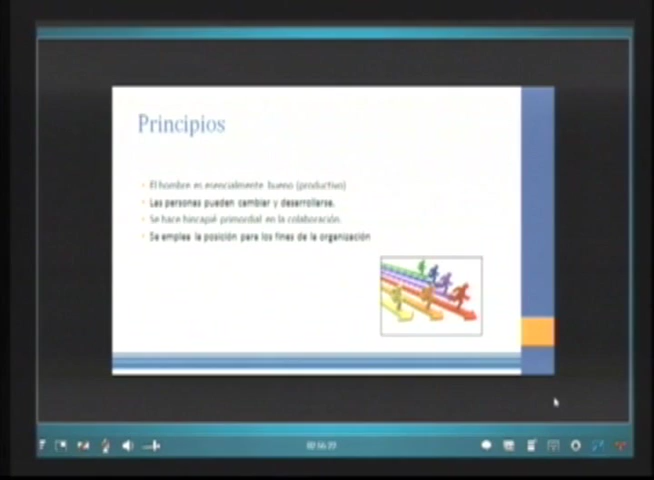 Principios
El hombre es esencialmente bueno (productivo)
Las personas pueden cambiar y desarrollarse.
Se hace hincapié primordial en la colaboración.
Se emplea la posición para los fines de la organización